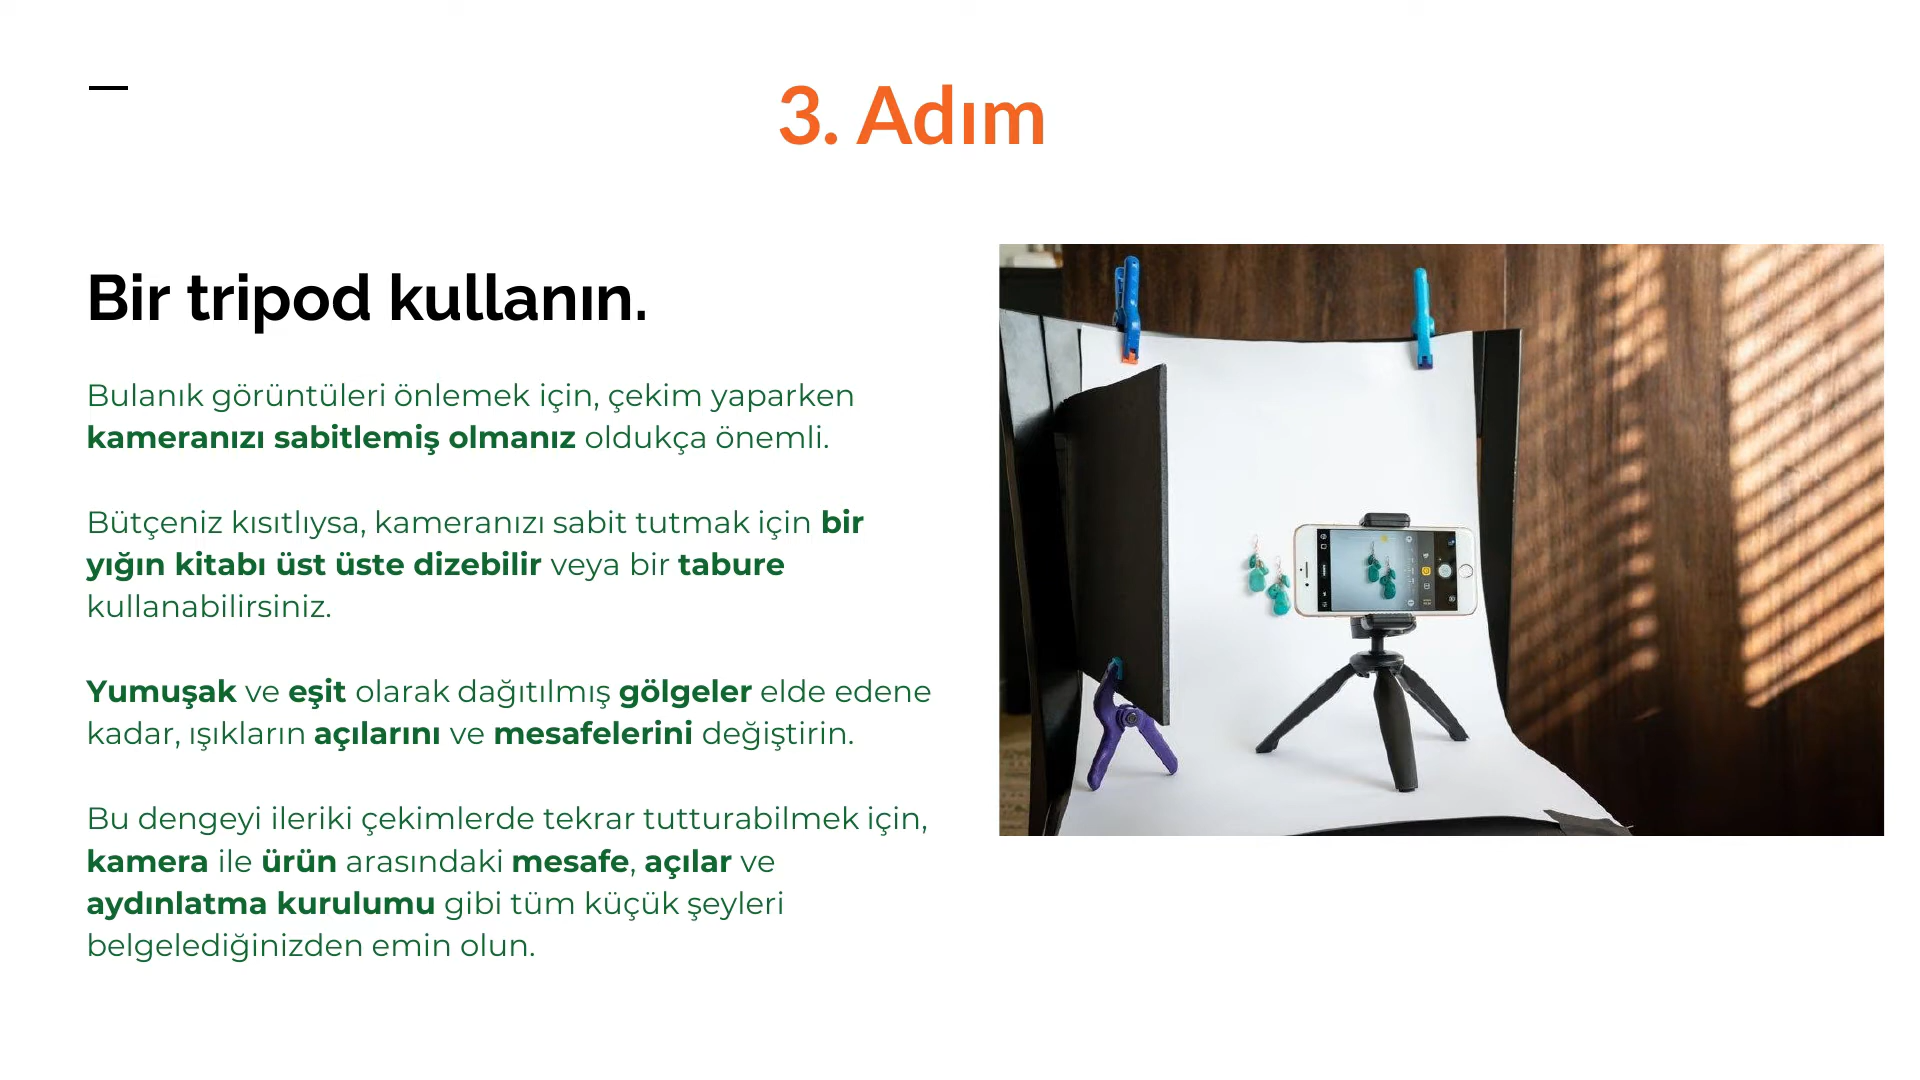 3. Adım
Bir tripod kullanın.
Bulanık görüntüleri önlemek için, çekim yaparken
kameranızı sabitlemiş olmanız oldukça önemli.
Bütçeniz kısıtlıysa, kameranızı sabit tutmak için bir
yığın kitabı üst üste dizebilir veya bir tabure
kullanabilirsiniz.
Yumuşak ve eşit olarak dağıtılmış gölgeler elde edene
kadar, ışıkların açılarını ve mesafelerini değiştirin.
Bu dengeyi ileriki çekimlerde tekrar tutturabilmek için,
kamera ile ürün arasındaki mesafe, açılar ve
aydınlatma kurulumu gibi tüm küçük şeyleri
belgelediğinizden emin olun.